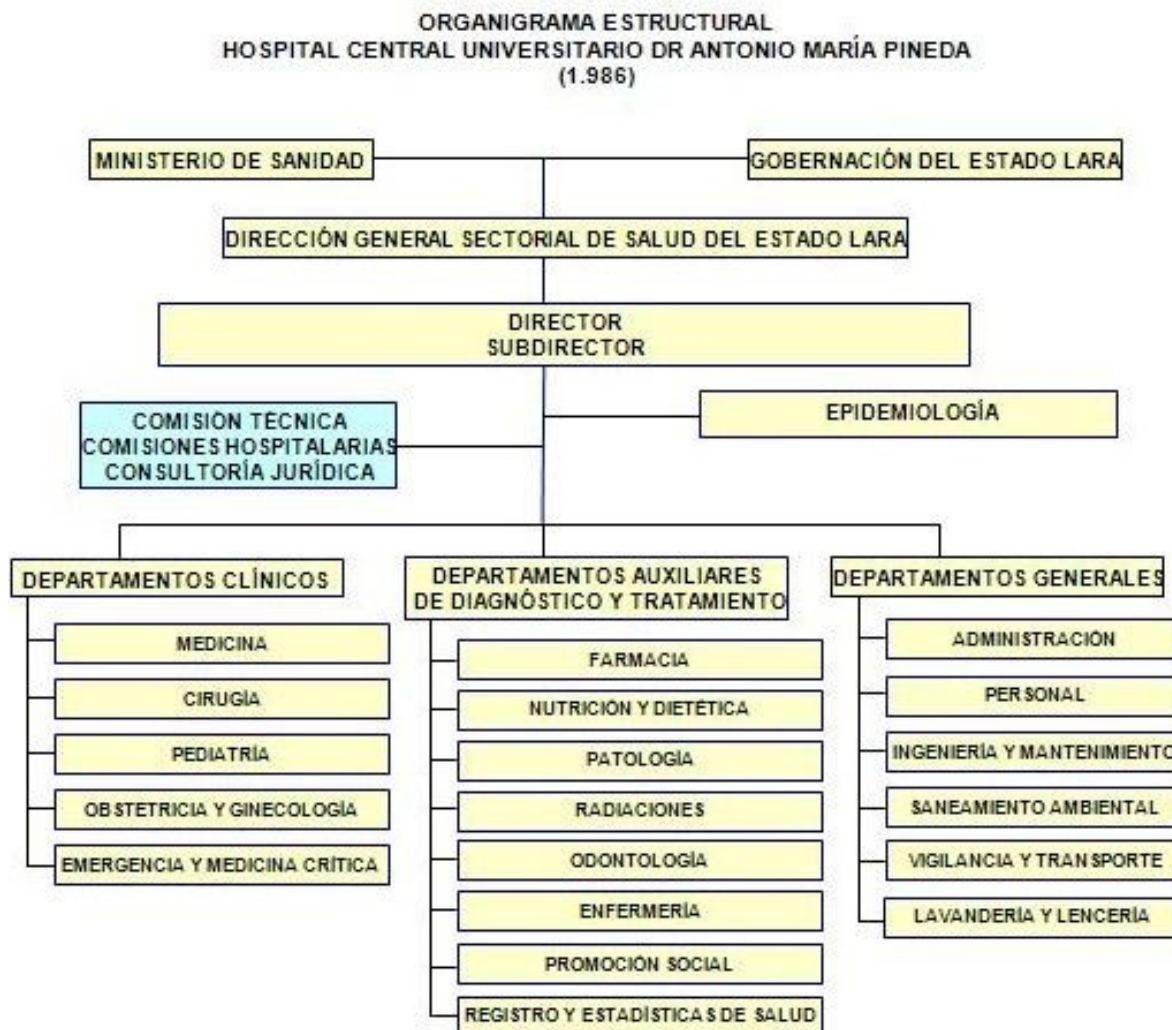 ORGANIGRAMA ESTRUCTURAL
HOSPITAL CENTRAL UNIVERSITARIO DR ANTONIO MARÍA PINEDA
(1.986)
MINISTERIO DE SANIDAD
GOBERNACIÓN DEL ESTADO LARA
DIRECCIÓN GENERAL SECTORIAL DE SALUD DEL ESTADO LARA
DIRECTOR
SUBDIRECTOR
COMISIÓN TÉCNICA
COMISIONES HOSPITALARIAS
CONSULTORÍA JURÍDICA
EPIDEMIOLOGÍA
DEPARTAMENTOS CLÍNICOS
MEDICINA
CIRUGÍA
PEDIATRÍA
OBSTETRICIA Y GINECOLOGÍA
EMERGENCIA Y MEDICINA CRÍTICA
DEPARTAMENTOS AUXILIARES
DE DIAGNÓSTICO Y TRATAMIENTO
FARMACIA
NUTRICIÓN Y DIETÉTICA
PATOLOGÍA
RADIACIONES
ODONTOLOGÍA
ENFERMERÍA
PROMOCIÓN SOCIAL
REGISTRO Y ESTADÍSTICAS DE SALUD
DEPARTAMENTOS GENERALES
ADMINISTRACIÓN
PERSONAL
INGENIERÍA Y MANTENIMIENTO
SANEAMIENTO AMBIENTAL
VIGILANCIA Y TRANSPORTE
LAVANDERÍA Y LENCERÍA